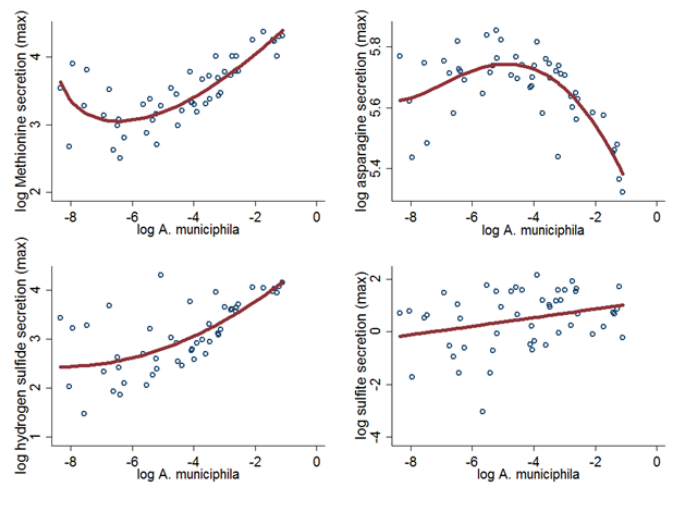 log Methionine secretion (max)
4
3
2
-8 -6 -4 -2 0
log A. municiphila
log asparagine secretion (max)
5.8
5.6
5.4
-8 -6 -4 -2 0
log A. municiphila
log hydrogen sulfide secretion (max)
4
3
2
1
-8 -6 -4 -2 0
log A. municiphila
log sulfite secretion (max)
2
0
-2
-4
-8 -6 -4 -2 0
log A. municiphila